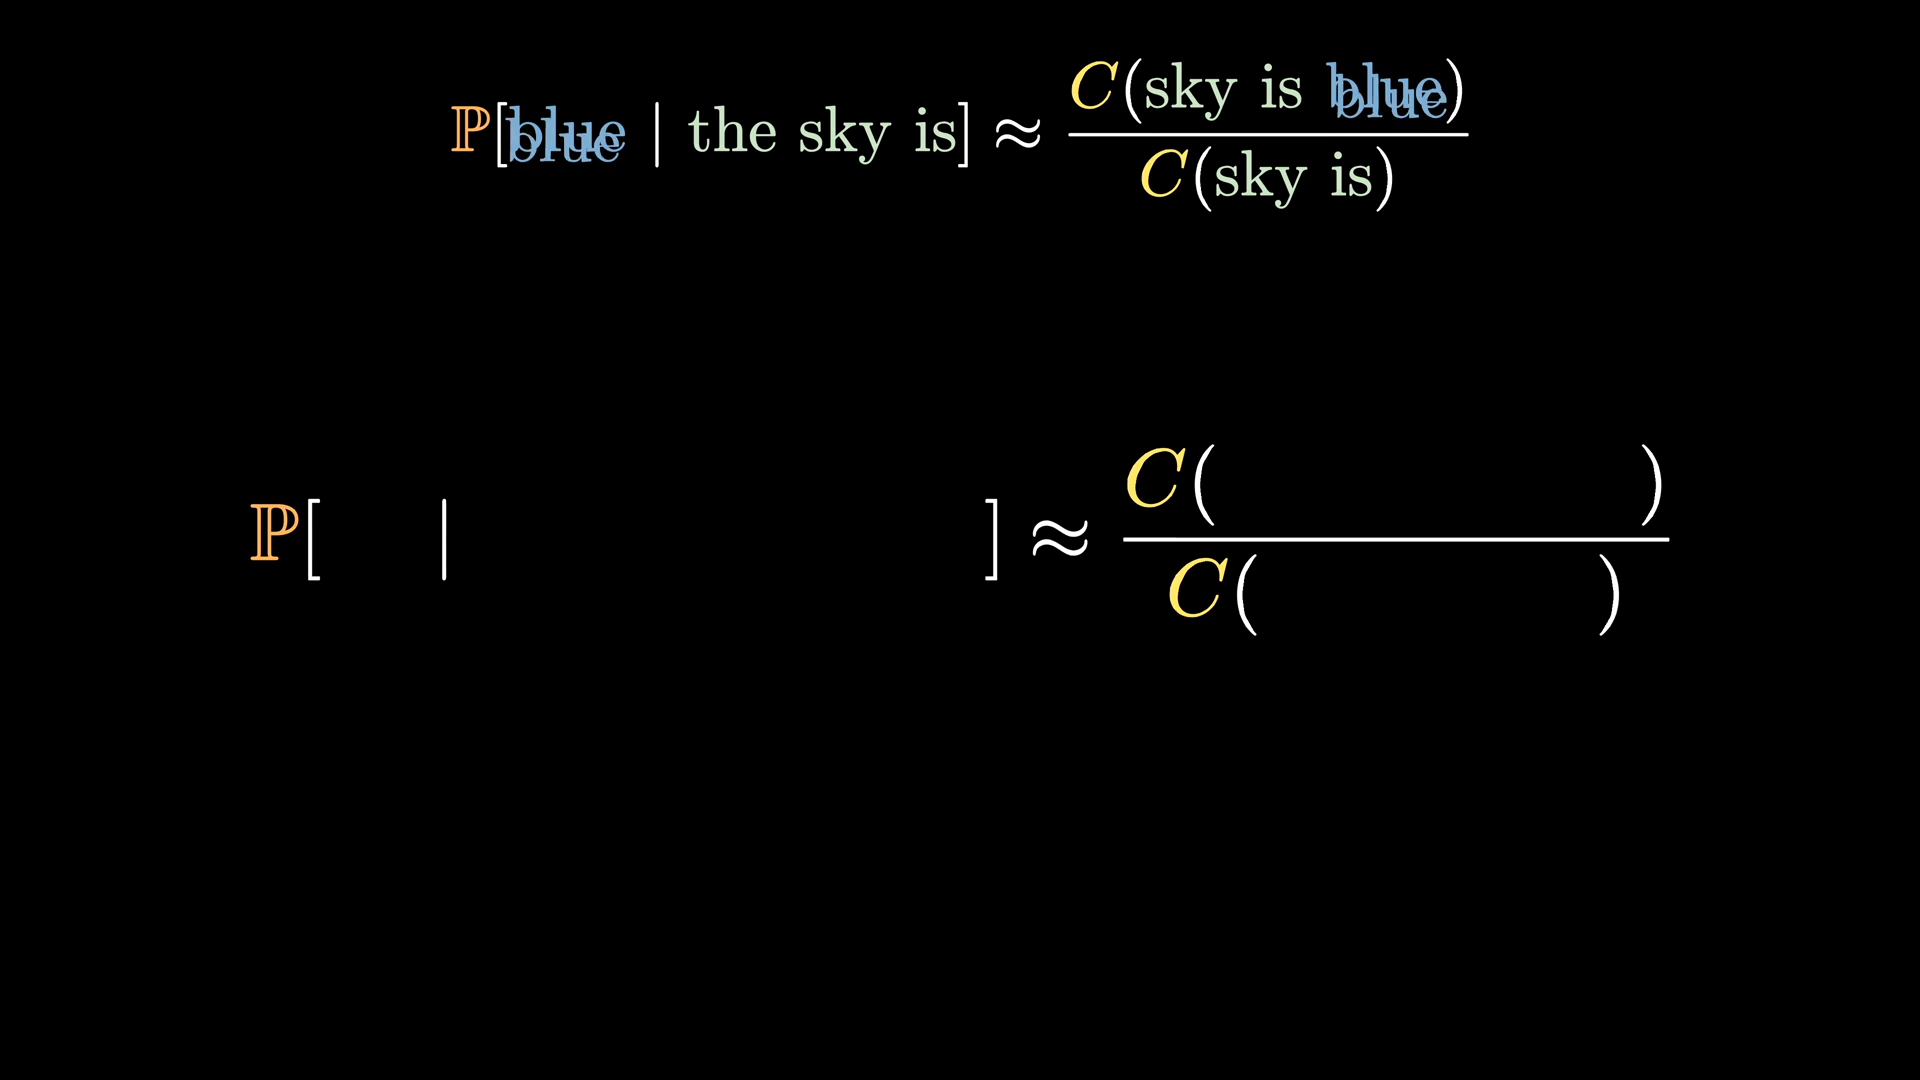 ℙ[blue | the sky is] ≈ C(sky is blue) / C(sky is)
ℙ[ | ] ≈ C( ) / C( )